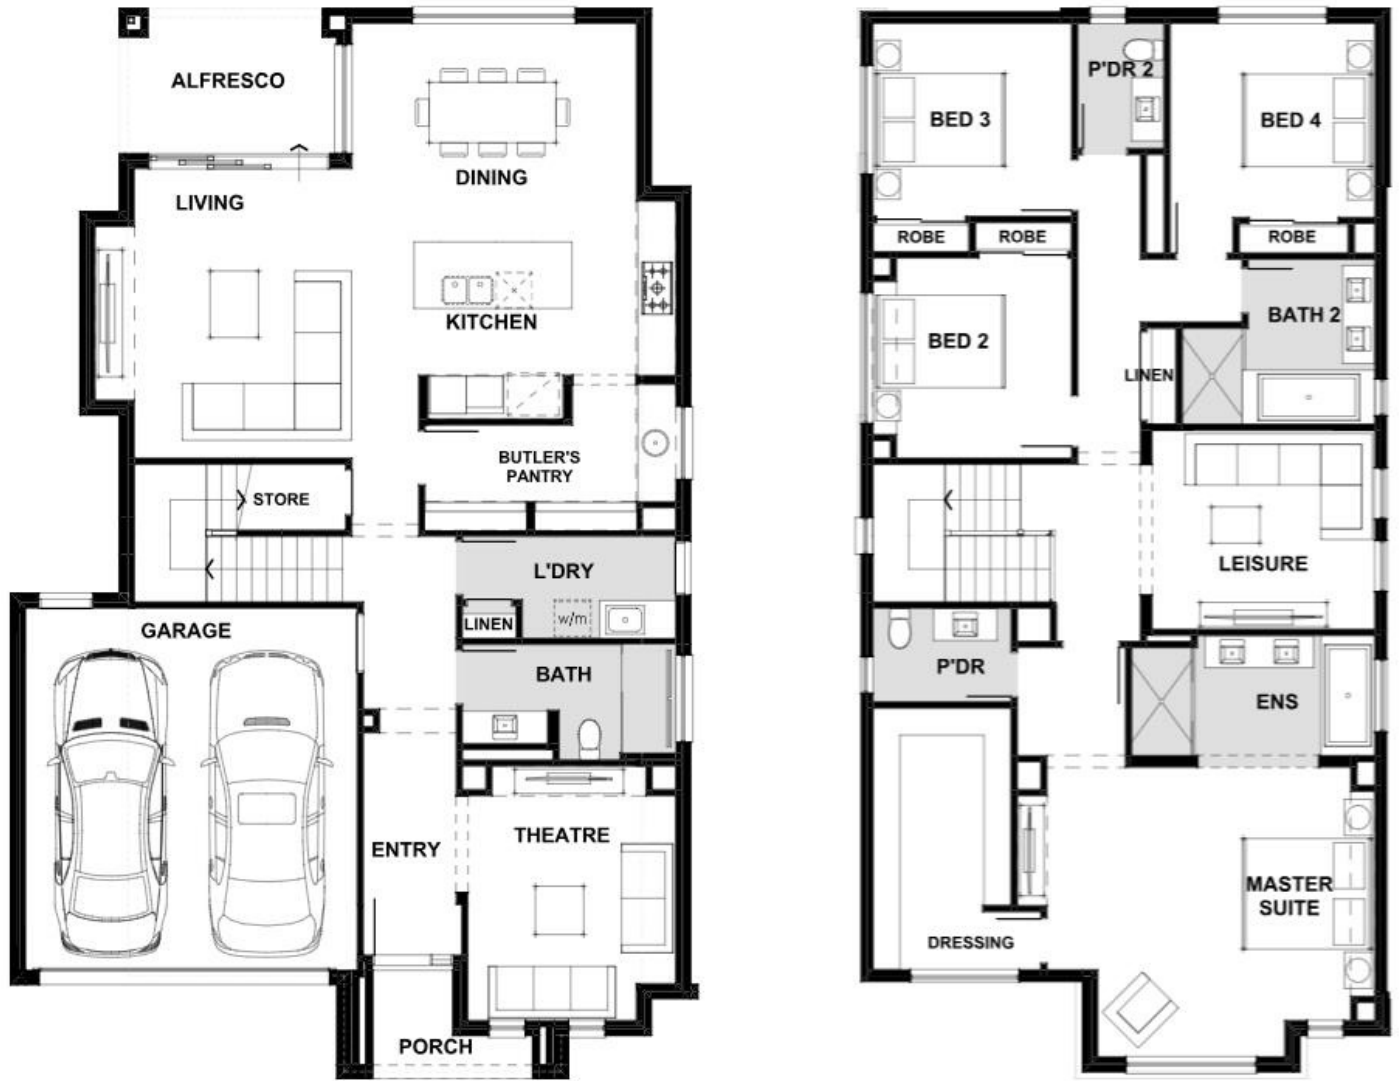 ALFRESCO
DINING
LIVING
KITCHEN
BUTLER'S
PANTRY
STORE
L'DRY
LINEN
w/m
GARAGE
BATH
ENTRY
THEATRE
PORCH
P'DR 2
BED 3
BED 4
ROBE
ROBE
ROBE
BED 2
BATH 2
LINEN
LEISURE
P'DR
ENS
MASTER
SUITE
DRESSING